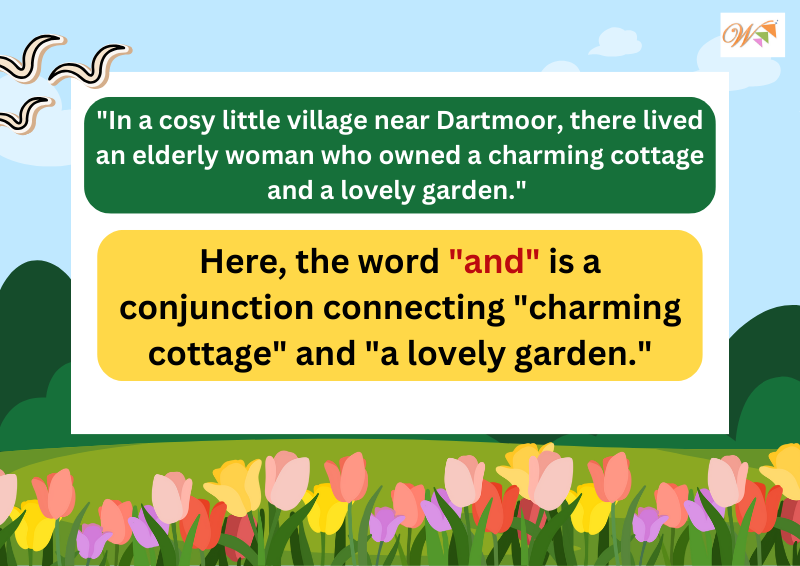 W
"In a cosy little village near Dartmoor, there lived
an elderly woman who owned a charming cottage
and a lovely garden."
Here, the word "and" is a
conjunction connecting "charming
cottage" and "a lovely garden."